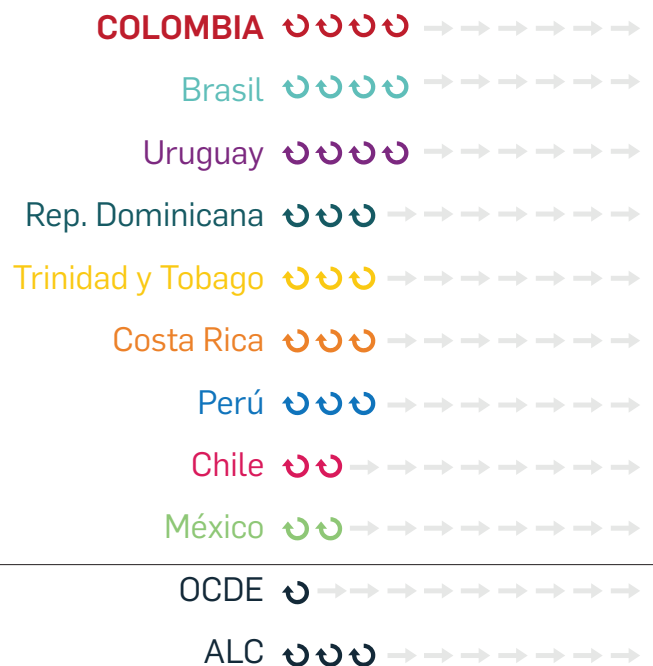 COLOMBIA
Brasil
Uruguay
Rep. Dominicana
Trinidad y Tobago
Costa Rica
Perú
Chile
México
OCDE
ALC